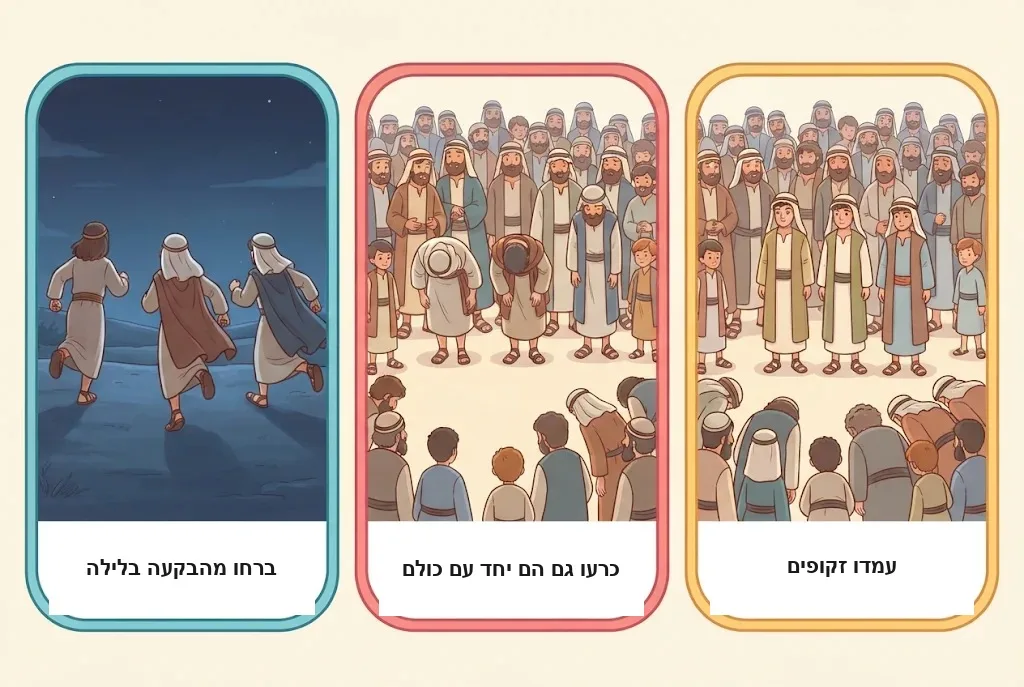 עמדו זקופים
כרעו גם הם יחד עם כולם
ברחו מהבקעה בלילה